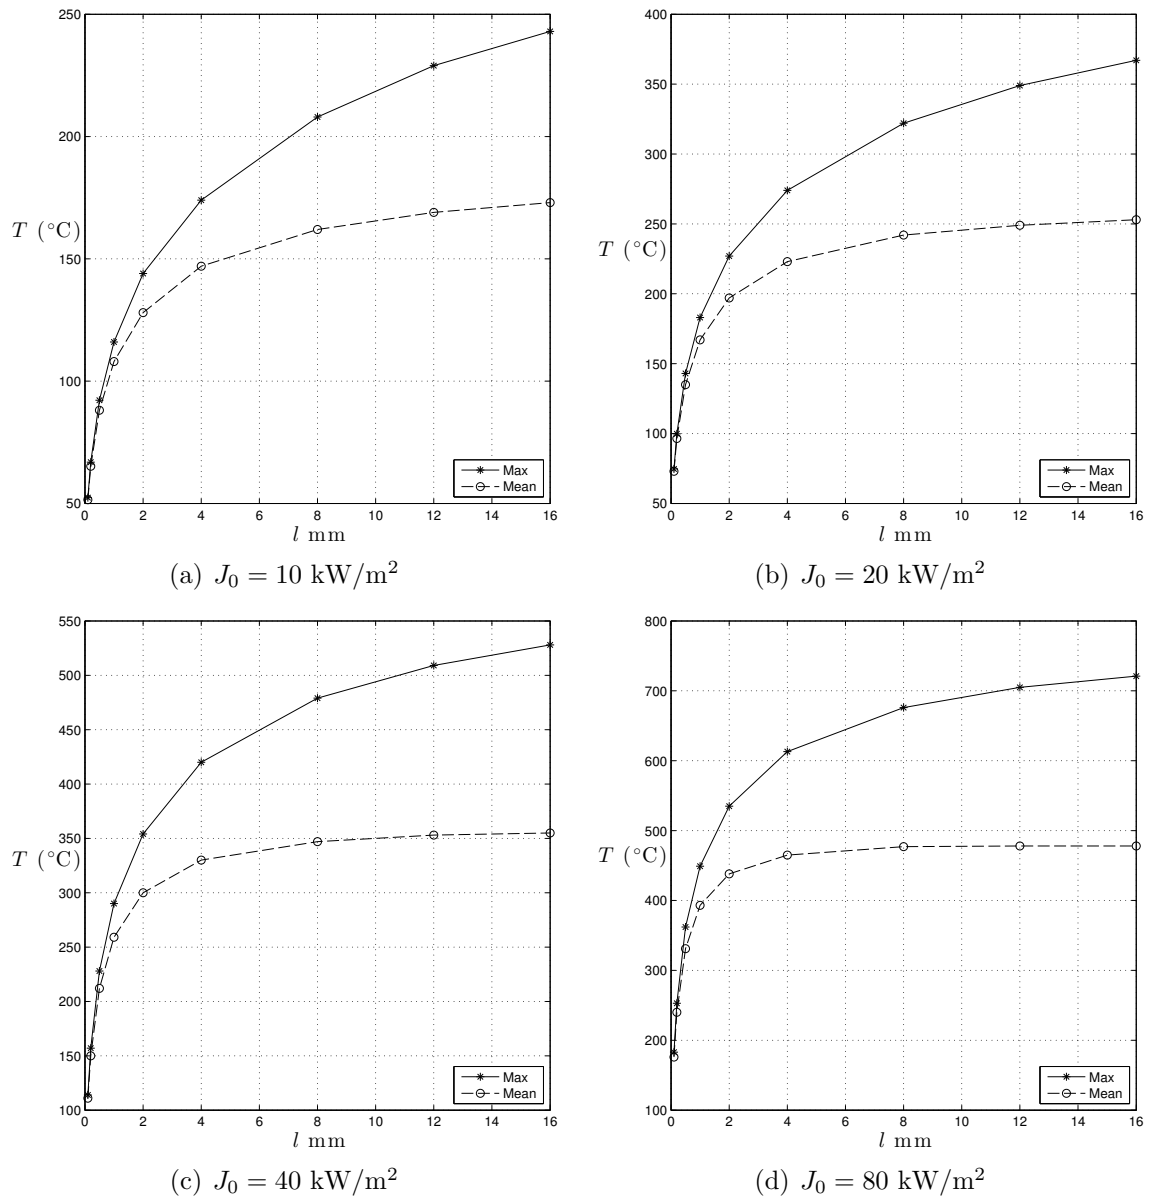 250
200
150
100
50
T (°C)
0 2 4 6 8 10 12 14 16
l mm
Max
Mean
(a) J₀ = 10 kW/m²
400
350
300
250
200
150
100
50
T (°C)
0 2 4 6 8 10 12 14 16
l mm
Max
Mean
(b) J₀ = 20 kW/m²
550
500
450
400
350
300
250
200
150
100
T (°C)
0 2 4 6 8 10 12 14 16
l mm
Max
Mean
(c) J₀ = 40 kW/m²
800
700
600
500
400
300
200
100
T (°C)
0 2 4 6 8 10 12 14 16
l mm
Max
Mean
(d) J₀ = 80 kW/m²